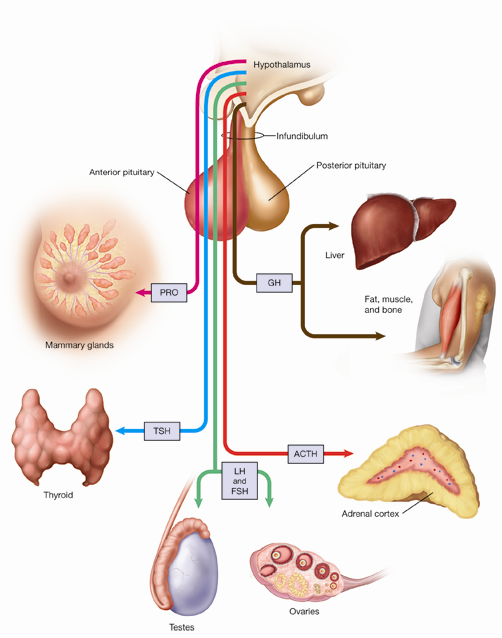 Hypothalamus
Infundibulum
Posterior pituitary
Anterior pituitary
Liver
GH
PRO
Fat, muscle,
and bone
Mammary glands
TSH
ACTH
LH
and
FSH
Thyroid
Adrenal cortex
Ovaries
Testes